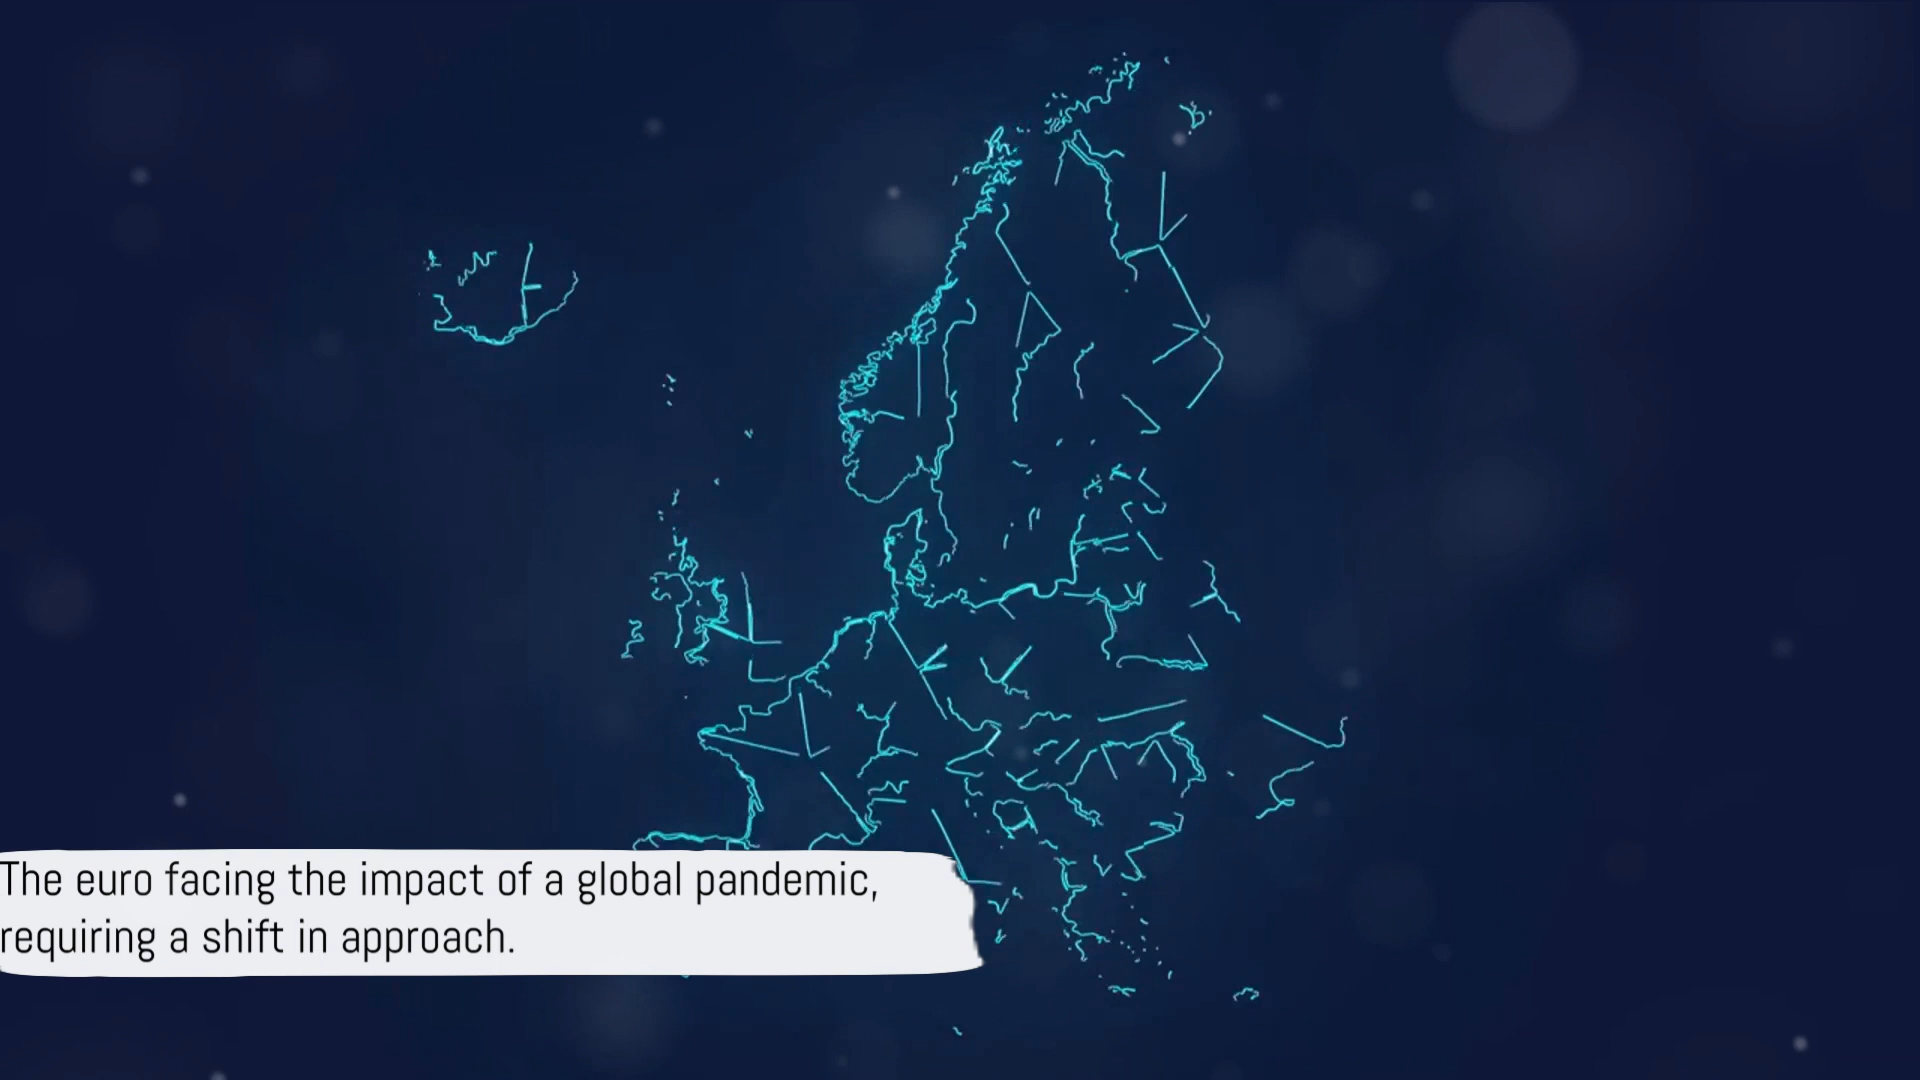 The euro facing the impact of a global pandemic,
requiring a shift in approach.